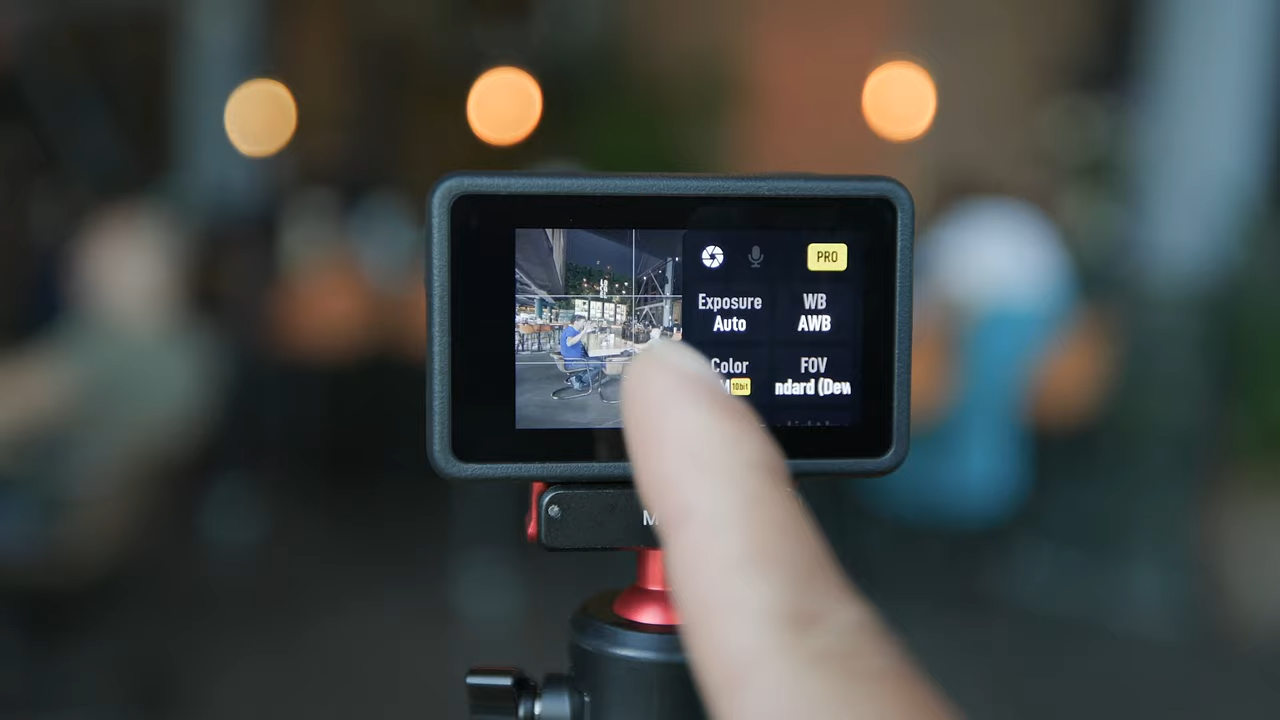 PRO
Exposure
WB
Auto
AWB
Color
FOV
10bit
ndard (Dew